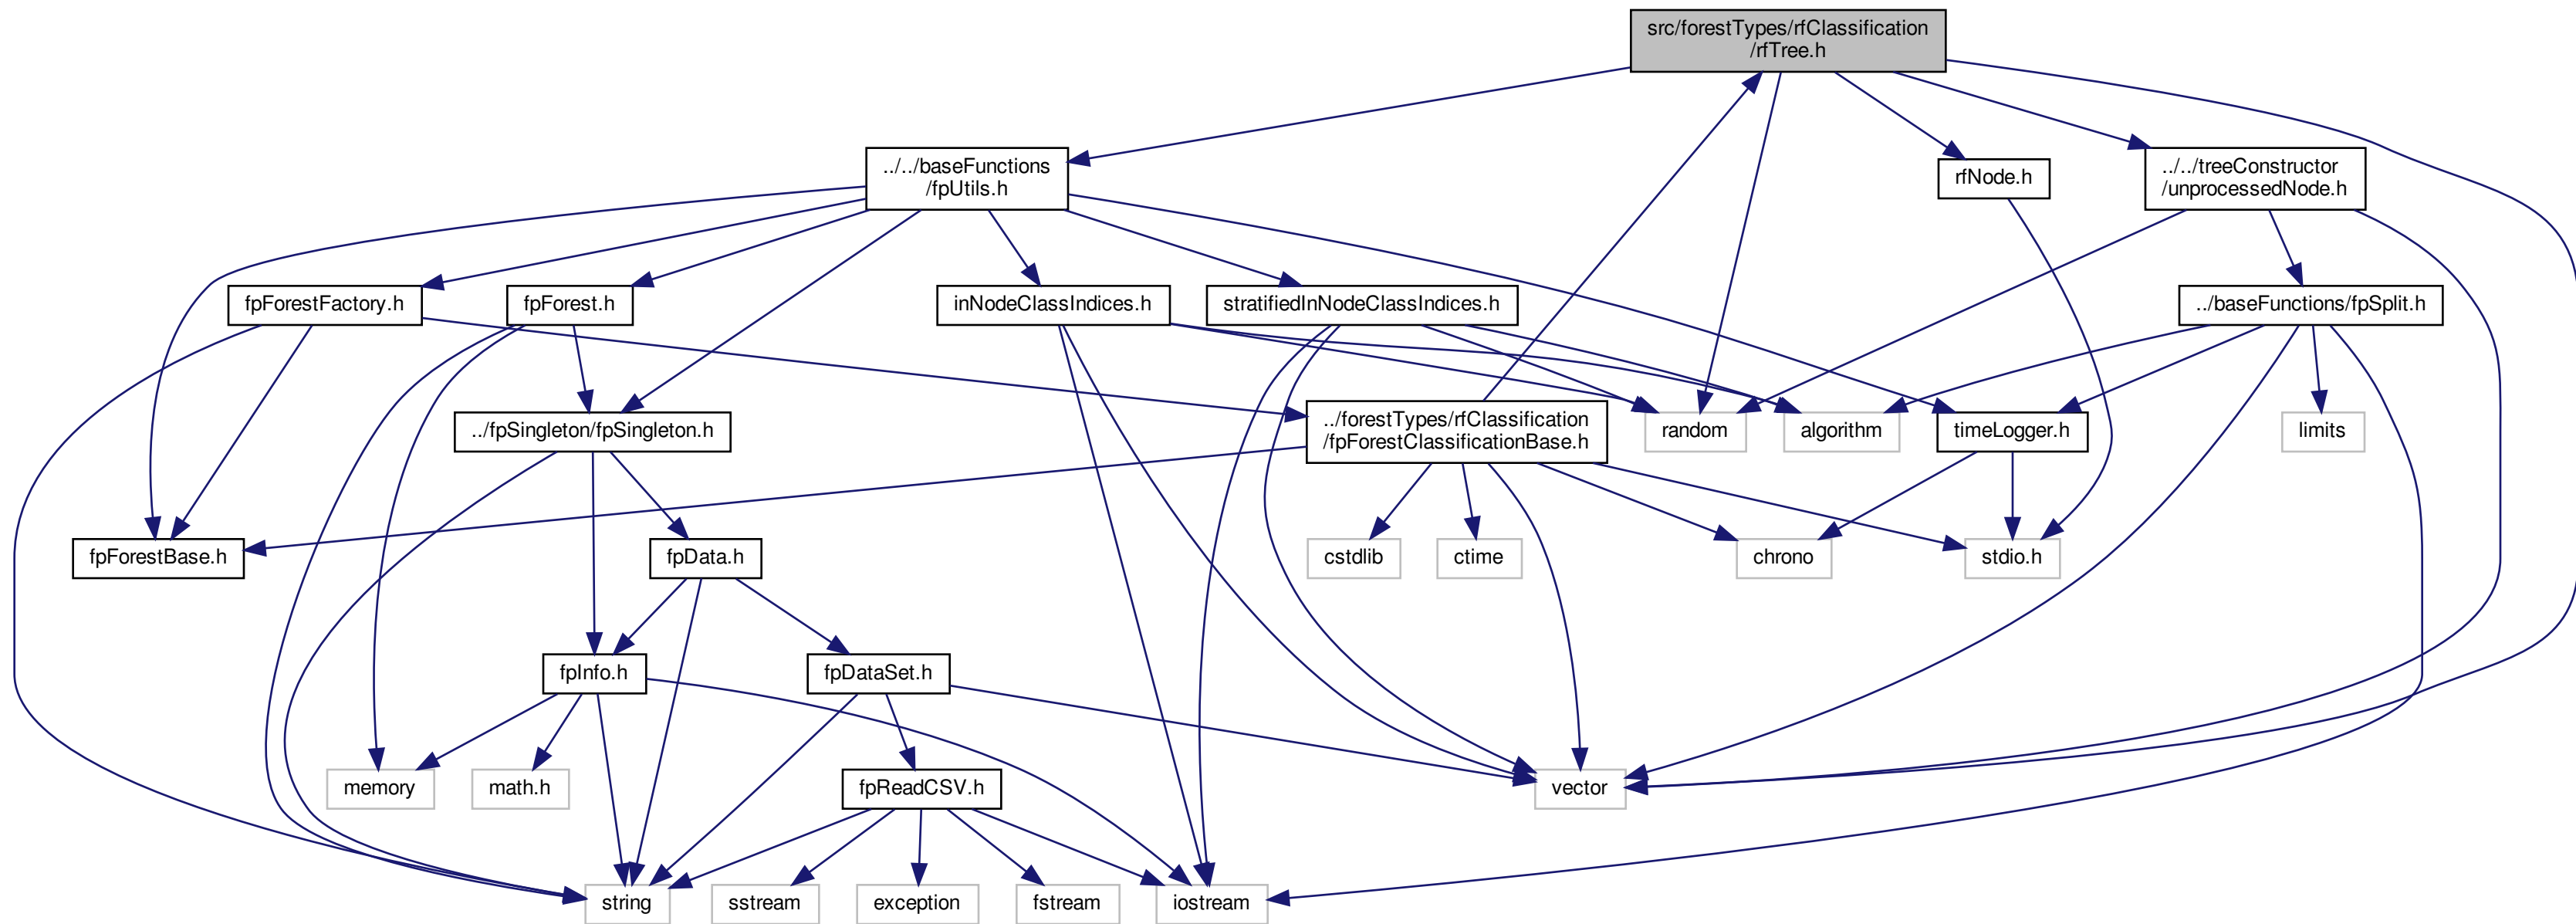 src/forestTypes/rfClassification
/rfTree.h
../../baseFunctions
/fpUtils.h
rfNode.h
../../treeConstructor
/unprocessedNode.h
fpForestFactory.h
fpForest.h
inNodeClassIndices.h
stratifiedInNodeClassIndices.h
../baseFunctions/fpSplit.h
../fpSingleton/fpSingleton.h
../forestTypes/rfClassification
/fpForestClassificationBase.h
random
algorithm
timeLogger.h
limits
fpForestBase.h
fpData.h
cstdlib
ctime
chrono
stdio.h
fpInfo.h
fpDataSet.h
memory
math.h
fpReadCSV.h
vector
string
sstream
exception
fstream
iostream